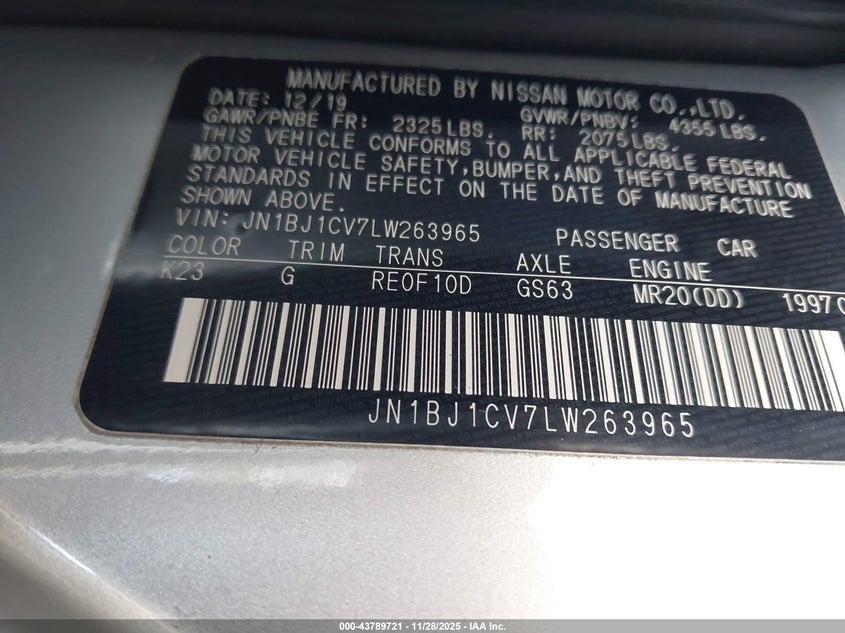 MANUFACTURED BY NISSAN MOTOR CO.,LTD.
DATE: 12/19 GVWR/PNBV: 4355 LBS.
GAWR/PNBE FR: 2325 LBS. RR: 2075 LBS.
THIS VEHICLE CONFORMS TO ALL APPLICABLE FEDERAL
MOTOR VEHICLE SAFETY, BUMPER, AND THEFT PREVENTION
STANDARDS IN EFFECT ON THE DATE OF MANUFACTURE
SHOWN ABOVE.
VIN: JN1BJ1CV7LW263965 PASSENGER CAR
COLOR TRIM TRANS AXLE ENGINE
K23 G RE0F10D GS63 MR20(DD) 1997C
JN1BJ1CV7LW263965
000-43789721 - 11/28/2025 - IAA Inc.